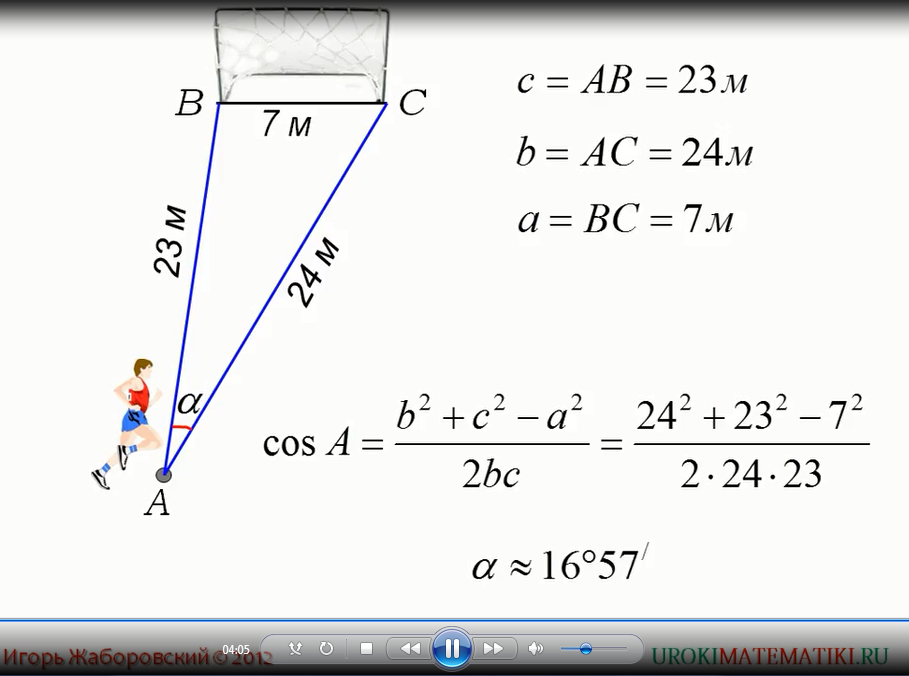 B
C
7 м
23 м
24 м
α
A
c = AB = 23м
b = AC = 24м
a = BC = 7м
cos A = (b² + c² − a²) / 2bc = (24² + 23² − 7²) / 2·24·23
α ≈ 16°57′
04:05
Игорь Жаборовский © 2012
UROKIMATEMATIKI.RU